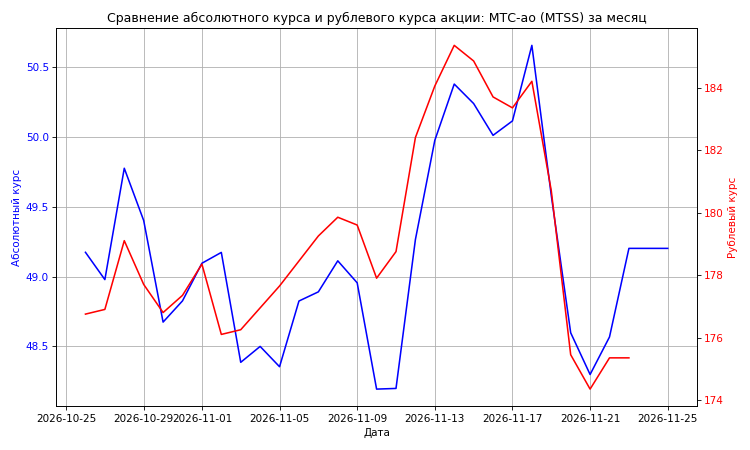 Сравнение абсолютного курса и рублевого курса акции: МТС-ао (MTSS) за месяц
Абсолютный курс
50.5
50.0
49.5
49.0
48.5
184
182
180
178
176
174
Рублевый курс
2026-10-25 2026-10-29 2026-11-01 2026-11-05 2026-11-09 2026-11-13 2026-11-17 2026-11-21 2026-11-25
Дата